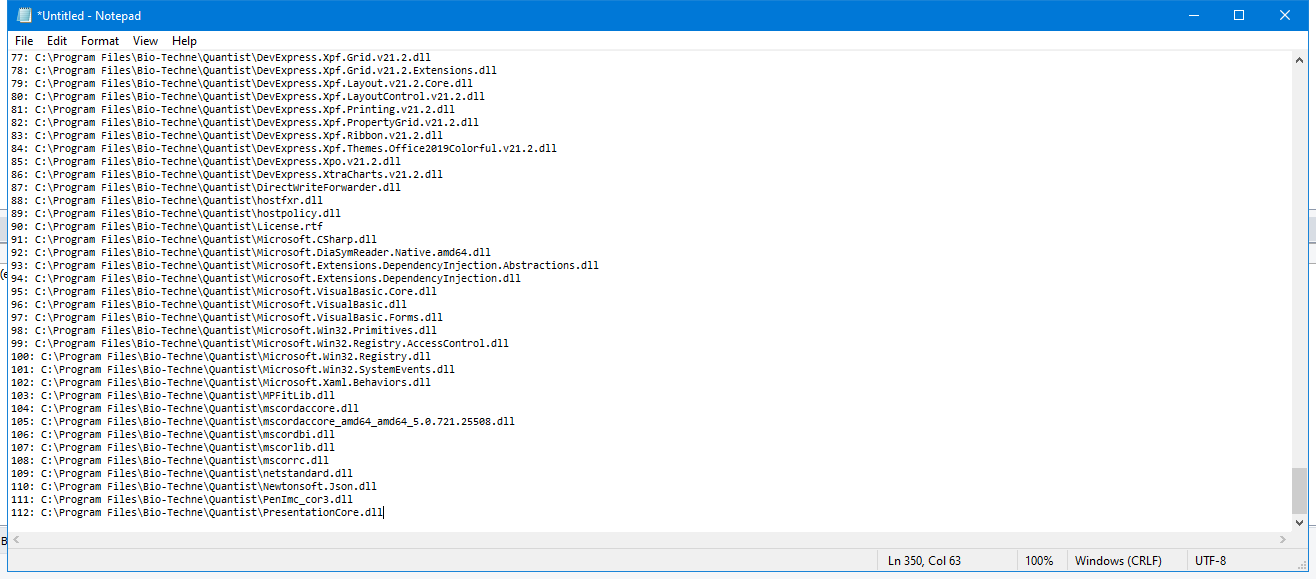 *Untitled - Notepad
File Edit Format View Help
77: C:\Program Files\Bio-Techne\Quantist\DevExpress.Xpf.Grid.v21.2.dll
78: C:\Program Files\Bio-Techne\Quantist\DevExpress.Xpf.Grid.v21.2.Extensions.dll
79: C:\Program Files\Bio-Techne\Quantist\DevExpress.Xpf.Layout.v21.2.Core.dll
80: C:\Program Files\Bio-Techne\Quantist\DevExpress.Xpf.LayoutControl.v21.2.dll
81: C:\Program Files\Bio-Techne\Quantist\DevExpress.Xpf.Printing.v21.2.dll
82: C:\Program Files\Bio-Techne\Quantist\DevExpress.Xpf.PropertyGrid.v21.2.dll
83: C:\Program Files\Bio-Techne\Quantist\DevExpress.Xpf.Ribbon.v21.2.dll
84: C:\Program Files\Bio-Techne\Quantist\DevExpress.Xpf.Themes.Office2019Colorful.v21.2.dll
85: C:\Program Files\Bio-Techne\Quantist\DevExpress.Xpo.v21.2.dll
86: C:\Program Files\Bio-Techne\Quantist\DevExpress.XtraCharts.v21.2.dll
87: C:\Program Files\Bio-Techne\Quantist\DirectWriteForwarder.dll
88: C:\Program Files\Bio-Techne\Quantist\hostfxr.dll
89: C:\Program Files\Bio-Techne\Quantist\hostpolicy.dll
90: C:\Program Files\Bio-Techne\Quantist\License.rtf
91: C:\Program Files\Bio-Techne\Quantist\Microsoft.CSharp.dll
92: C:\Program Files\Bio-Techne\Quantist\Microsoft.DiaSymReader.Native.amd64.dll
93: C:\Program Files\Bio-Techne\Quantist\Microsoft.Extensions.DependencyInjection.Abstractions.dll
94: C:\Program Files\Bio-Techne\Quantist\Microsoft.Extensions.DependencyInjection.dll
95: C:\Program Files\Bio-Techne\Quantist\Microsoft.VisualBasic.Core.dll
96: C:\Program Files\Bio-Techne\Quantist\Microsoft.VisualBasic.dll
97: C:\Program Files\Bio-Techne\Quantist\Microsoft.VisualBasic.Forms.dll
98: C:\Program Files\Bio-Techne\Quantist\Microsoft.Win32.Primitives.dll
99: C:\Program Files\Bio-Techne\Quantist\Microsoft.Win32.Registry.AccessControl.dll
100: C:\Program Files\Bio-Techne\Quantist\Microsoft.Win32.Registry.dll
101: C:\Program Files\Bio-Techne\Quantist\Microsoft.Win32.SystemEvents.dll
102: C:\Program Files\Bio-Techne\Quantist\Microsoft.Xaml.Behaviors.dll
103: C:\Program Files\Bio-Techne\Quantist\MPFitLib.dll
104: C:\Program Files\Bio-Techne\Quantist\mscordaccore.dll
105: C:\Program Files\Bio-Techne\Quantist\mscordaccore_amd64_amd64_5.0.721.25508.dll
106: C:\Program Files\Bio-Techne\Quantist\mscordbi.dll
107: C:\Program Files\Bio-Techne\Quantist\mscorlib.dll
108: C:\Program Files\Bio-Techne\Quantist\mscorrc.dll
109: C:\Program Files\Bio-Techne\Quantist\netstandard.dll
110: C:\Program Files\Bio-Techne\Quantist\Newtonsoft.Json.dll
111: C:\Program Files\Bio-Techne\Quantist\PenImc_cor3.dll
112: C:\Program Files\Bio-Techne\Quantist\PresentationCore.dll
Ln 350, Col 63 100% Windows (CRLF) UTF-8